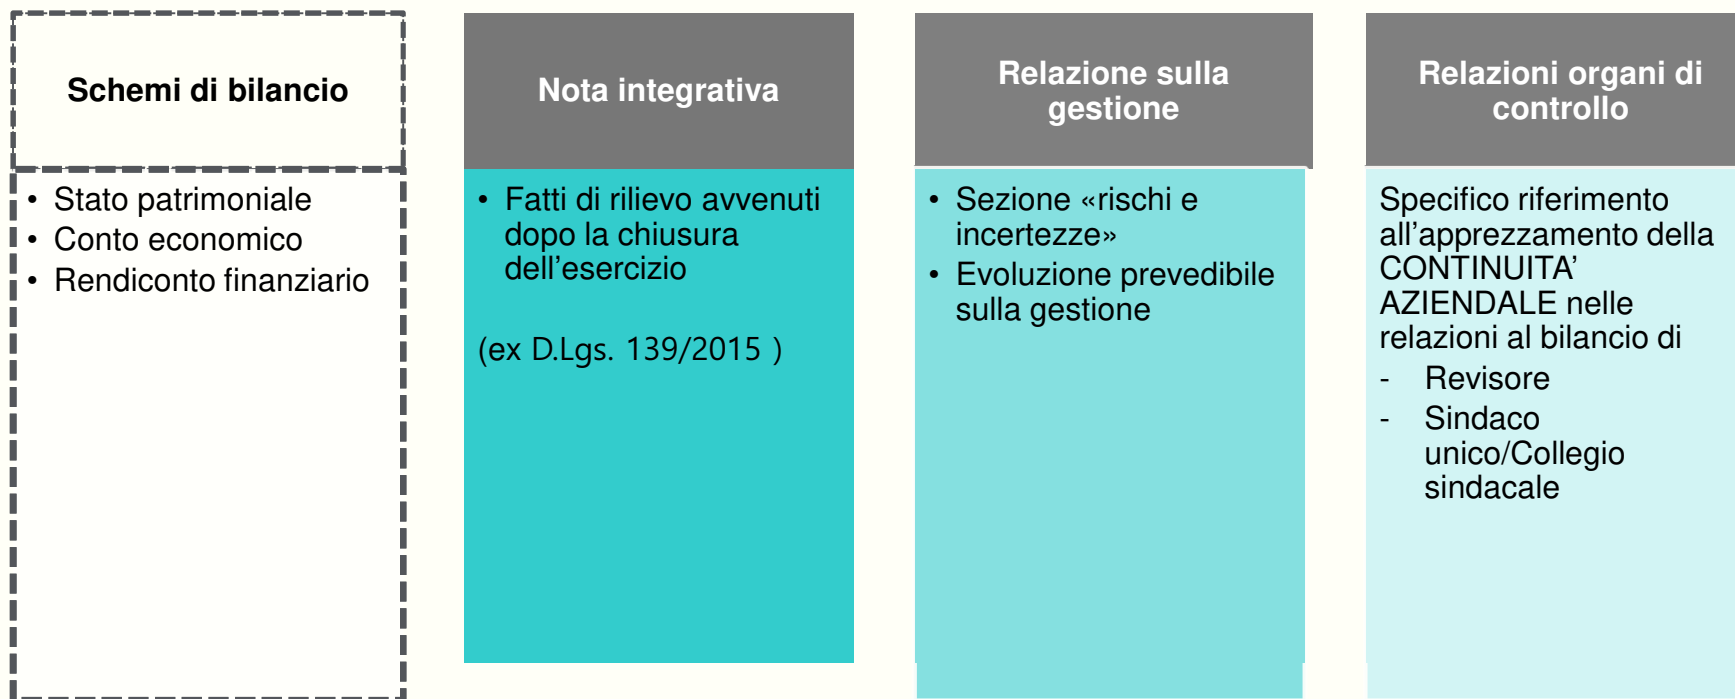 Schemi di bilancio
• Stato patrimoniale
• Conto economico
• Rendiconto finanziario
Nota integrativa
• Fatti di rilievo avvenuti
dopo la chiusura
dell'esercizio
(ex D.Lgs. 139/2015 )
Relazione sulla
gestione
• Sezione «rischi e
incertezze»
• Evoluzione prevedibile
sulla gestione
Relazioni organi di
controllo
Specifico riferimento
all'apprezzamento della
CONTINUITA'
AZIENDALE nelle
relazioni al bilancio di
- Revisore
- Sindaco
unico/Collegio
sindacale